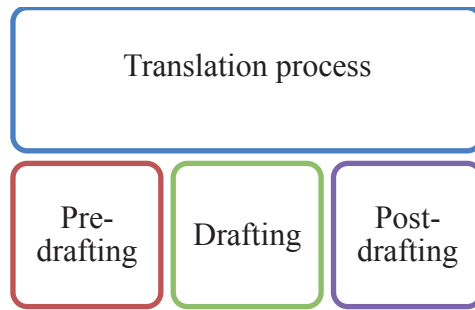 Translation process
Pre-
drafting
Drafting
Post-
drafting